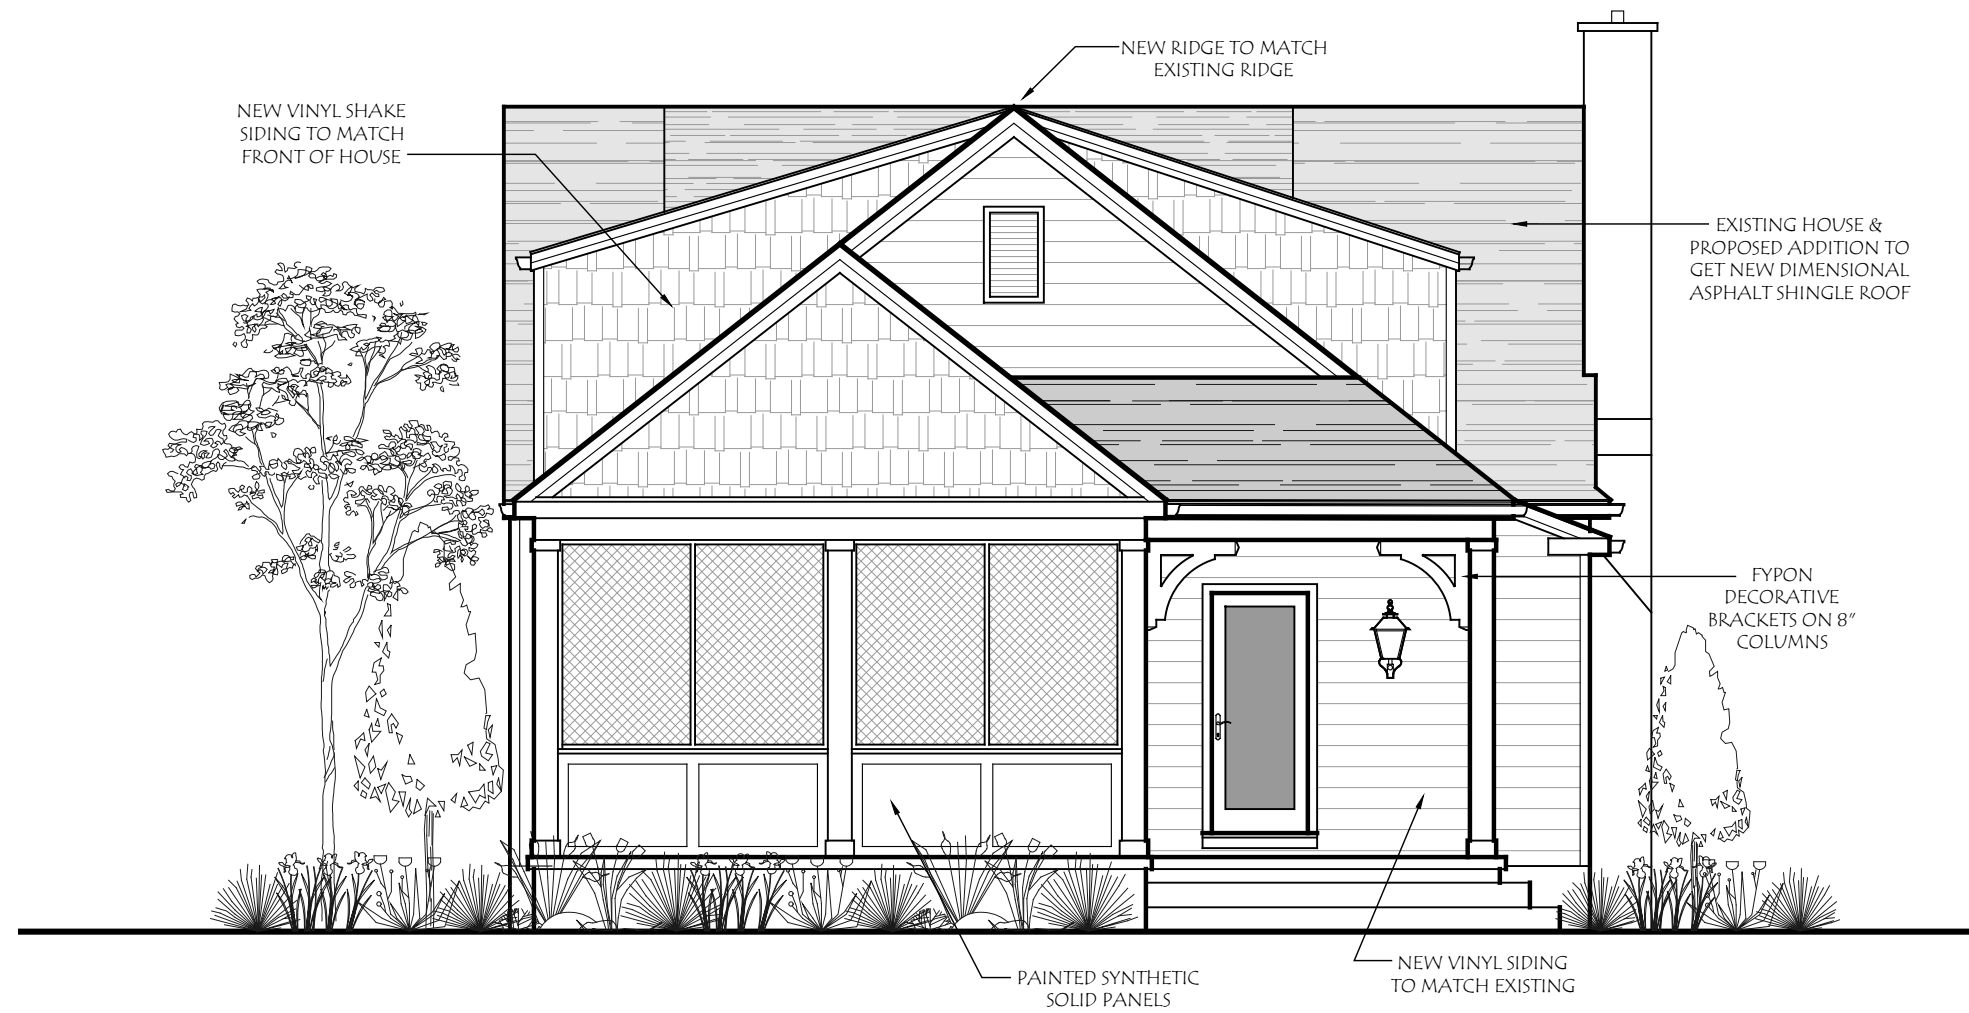 NEW RIDGE TO MATCH
EXISTING RIDGE
NEW VINYL SHAKE
SIDING TO MATCH
FRONT OF HOUSE
EXISTING HOUSE &
PROPOSED ADDITION TO
GET NEW DIMENSIONAL
ASPHALT SHINGLE ROOF
FYPON
DECORATIVE
BRACKETS ON 8"
COLUMNS
NEW VINYL SIDING
TO MATCH EXISTING
PAINTED SYNTHETIC
SOLID PANELS